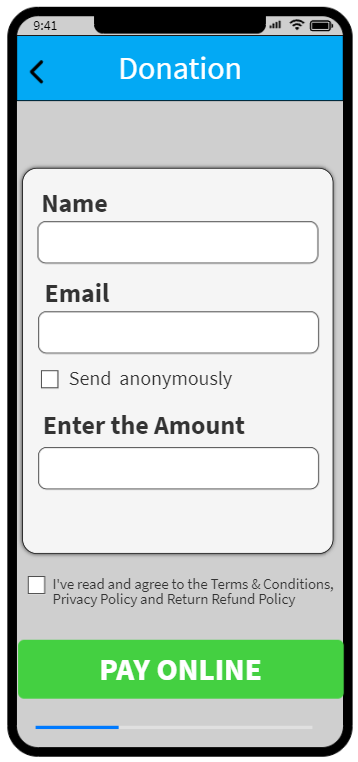 9:41
Donation
Name
Email
Send anonymously
Enter the Amount
I've read and agree to the Terms & Conditions,
Privacy Policy and Return Refund Policy
PAY ONLINE